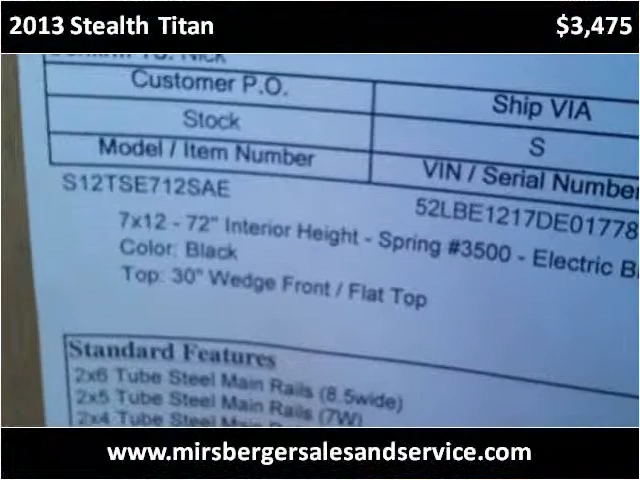 2013 Stealth Titan $3,475
Customer P.O. Ship VIA
Stock S
Model / Item Number VIN / Serial Number
S12TSE712SAE 52LBE1217DE01778
7x12 - 72" Interior Height - Spring #3500 - Electric
Color: Black
Top: 30" Wedge Front / Flat Top
Standard Features
2x6 Tube Steel Main Rails (8.5wide)
2x5 Tube Steel Main Rails (7W)
2x4 Tube Steel Main
www.mirsbergersalesandservice.com